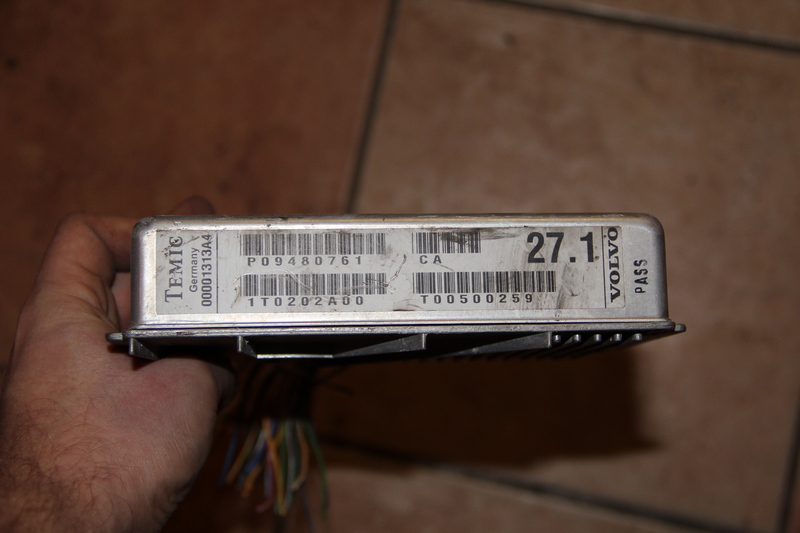 TEMIC
Germany
00001313A4
P09480761
CA
27.1
1T0202A00
T00500259
VOLVO
PASS